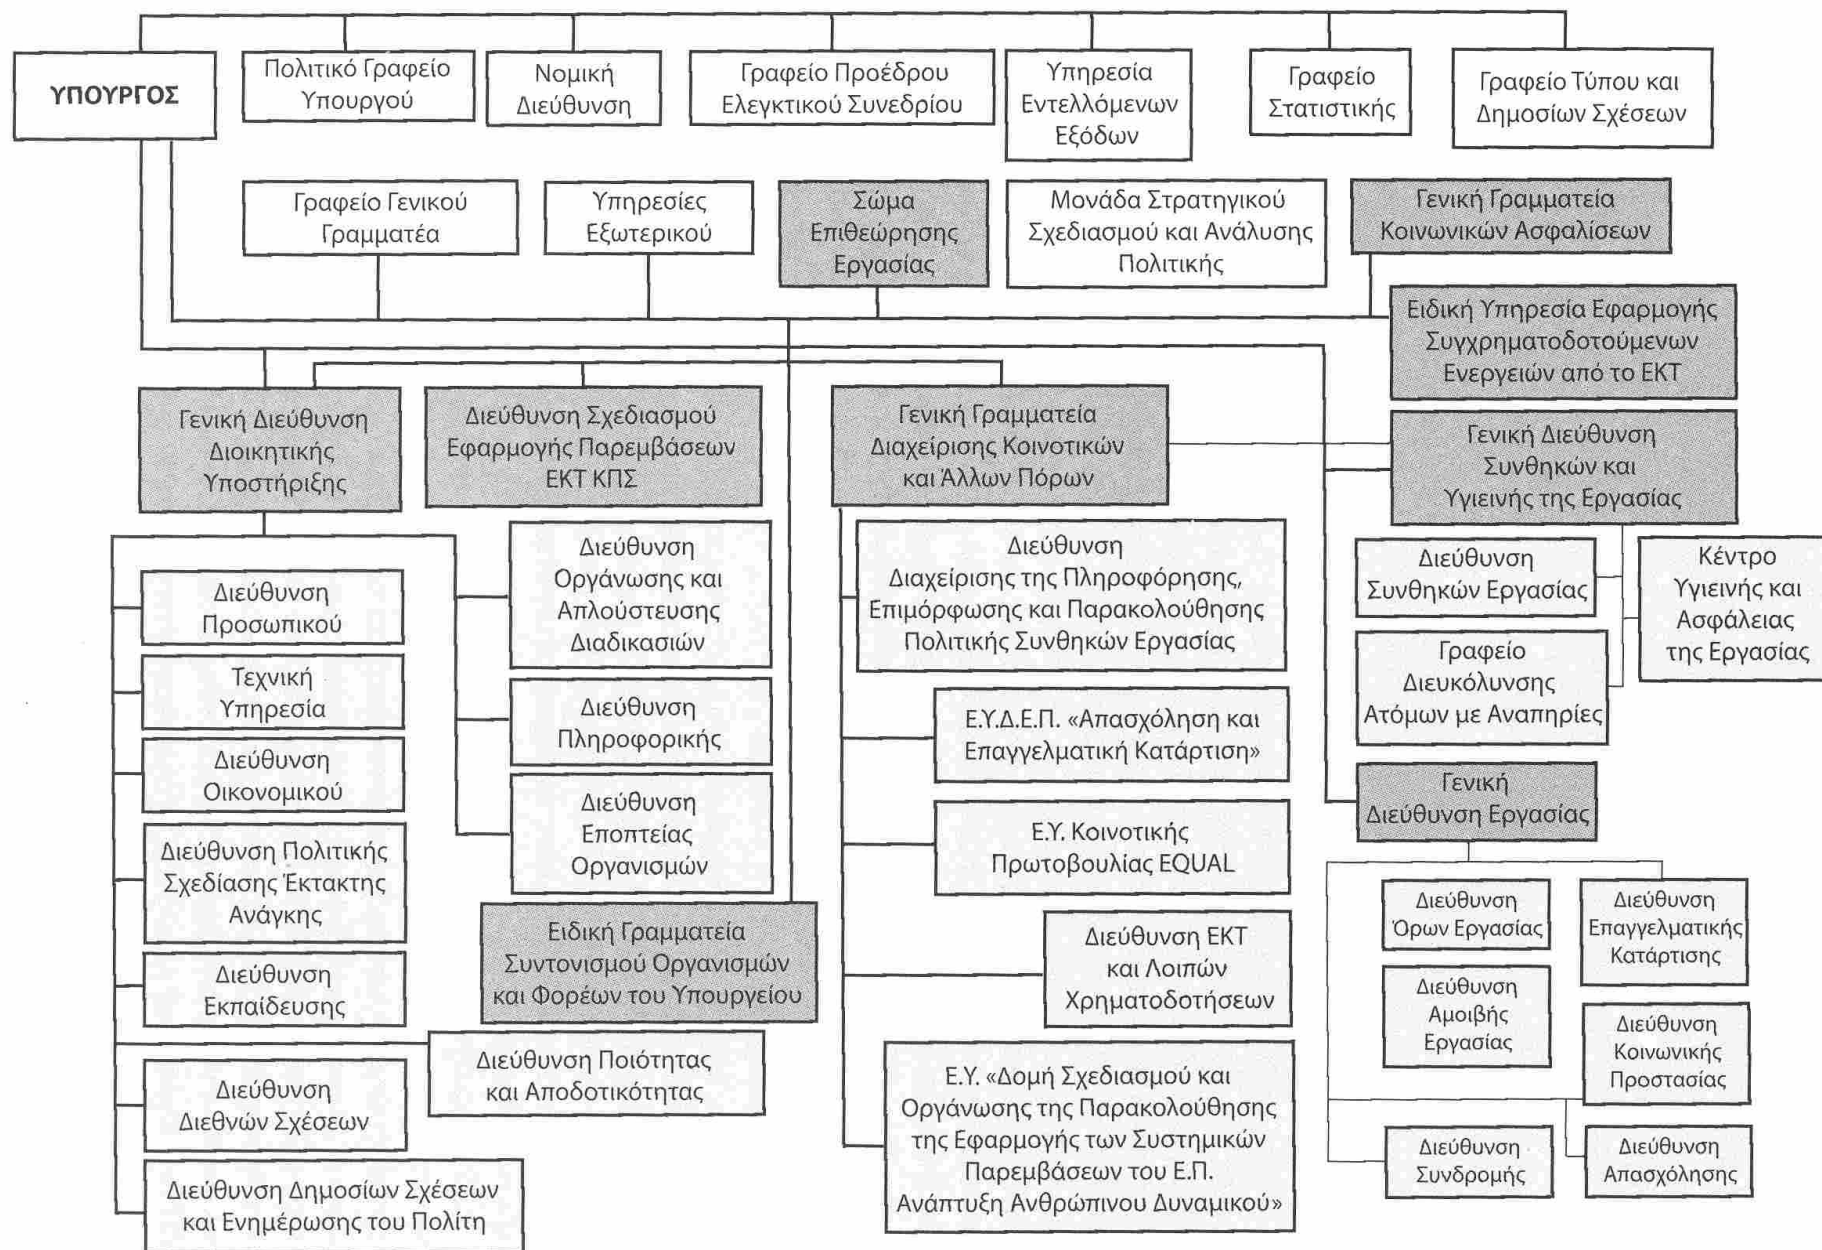 ΥΠΟΥΡΓΟΣ
Πολιτικό Γραφείο
Υπουργού
Νομική
Διεύθυνση
Γραφείο Προέδρου
Ελεγκτικού Συνεδρίου
Υπηρεσία
Εντελλόμενων
Εξόδων
Γραφείο
Στατιστικής
Γραφείο Τύπου και
Δημοσίων Σχέσεων
Γραφείο Γενικού
Γραμματέα
Υπηρεσίες
Εξωτερικού
Σώμα
Επιθεώρησης
Εργασίας
Μονάδα Στρατηγικού
Σχεδιασμού και Ανάλυσης
Πολιτικής
Γενική Γραμματεία
Κοινωνικών Ασφαλίσεων
Ειδική Υπηρεσία Εφαρμογής
Συγχρηματοδοτούμενων
Ενεργειών από το ΕΚΤ
Γενική Διεύθυνση
Διοικητικής
Υποστήριξης
Διεύθυνση Σχεδιασμού
Εφαρμογής Παρεμβάσεων
ΕΚΤ ΚΠΣ
Γενική Γραμματεία
Διαχείρισης Κοινοτικών
και Άλλων Πόρων
Γενική Διεύθυνση
Συνθηκών και
Υγιεινής της Εργασίας
Διεύθυνση
Προσωπικού
Τεχνική
Υπηρεσία
Διεύθυνση
Οικονομικού
Διεύθυνση Πολιτικής
Σχεδίασης Έκτακτης
Ανάγκης
Διεύθυνση
Εκπαίδευσης
Διεύθυνση
Διεθνών Σχέσεων
Διεύθυνση Δημοσίων Σχέσεων
και Ενημέρωσης του Πολίτη
Διεύθυνση
Οργάνωσης και
Απλούστευσης
Διαδικασιών
Διεύθυνση
Πληροφορικής
Διεύθυνση
Εποπτείας
Οργανισμών
Ειδική Γραμματεία
Συντονισμού Οργανισμών
και Φορέων του Υπουργείου
Διεύθυνση Ποιότητας
και Αποδοτικότητας
Διεύθυνση
Διαχείρισης της Πληροφόρησης,
Επιμόρφωσης και Παρακολούθησης
Πολιτικής Συνθηκών Εργασίας
Ε.Υ.Δ.Ε.Π. «Απασχόληση και
Επαγγελματική Κατάρτιση»
Ε.Υ. Κοινοτικής
Πρωτοβουλίας EQUAL
Διεύθυνση ΕΚΤ
και Λοιπών
Χρηματοδοτήσεων
Ε.Υ. «Δομή Σχεδιασμού και
Οργάνωσης της Παρακολούθησης
της Εφαρμογής των Συστημικών
Παρεμβάσεων του Ε.Π.
Ανάπτυξη Ανθρώπινου Δυναμικού»
Διεύθυνση
Συνθηκών Εργασίας
Κέντρο
Υγιεινής και
Ασφάλειας
της Εργασίας
Γραφείο
Διευκόλυνσης
Ατόμων με Αναπηρίες
Γενική
Διεύθυνση Εργασίας
Διεύθυνση
Όρων Εργασίας
Διεύθυνση
Επαγγελματικής
Κατάρτισης
Διεύθυνση
Αμοιβής
Εργασίας
Διεύθυνση
Κοινωνικής
Προστασίας
Διεύθυνση
Συνδρομής
Διεύθυνση
Απασχόλησης